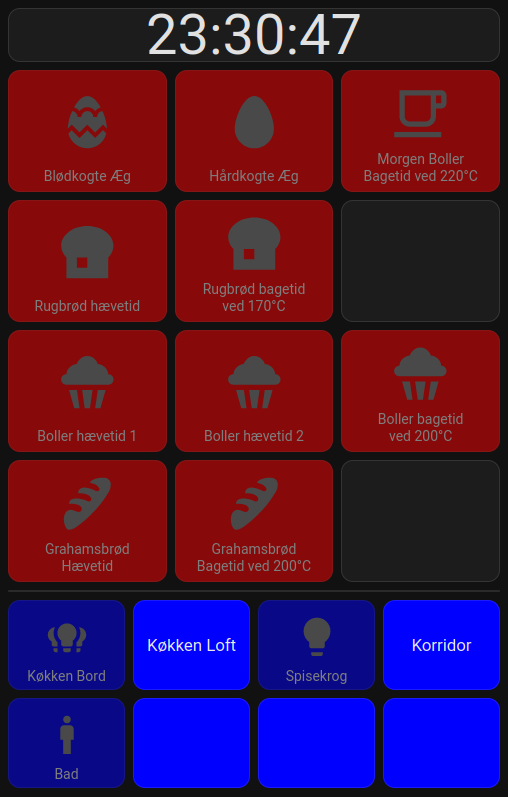 23:30:47
Blødkogte Æg
Hårdkogte Æg
Morgen Boller
Bagetid ved 220°C
Rugbrød hævetid
Rugbrød bagetid
ved 170°C
Boller hævetid 1
Boller hævetid 2
Boller bagetid
ved 200°C
Grahamsbrød
Hævetid
Grahamsbrød
Bagetid ved 200°C
Køkken Bord
Køkken Loft
Spisekrog
Korridor
Bad